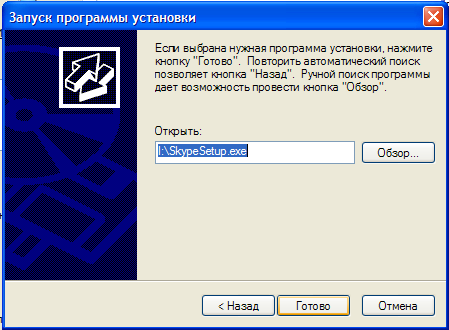 Запуск программы установки
Если выбрана нужная программа установки, нажмите
кнопку "Готово". Повторить автоматический поиск
позволяет кнопка "Назад". Ручной поиск программы
дает возможность провести кнопка "Обзор".
Открыть:
I:\SkypeSetup.exe
Обзор...
< Назад
Готово
Отмена